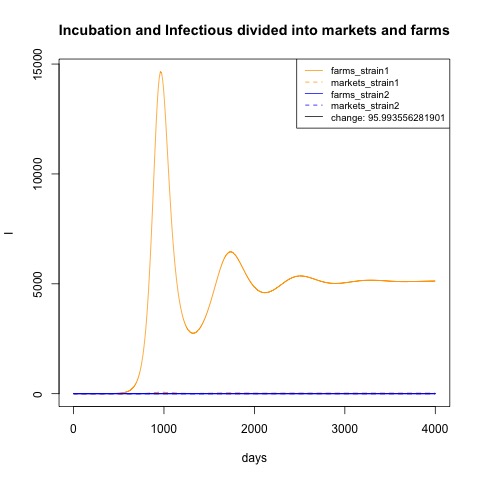 Incubation and Infectious divided into markets and farms
farms_strain1
markets_strain1
farms_strain2
markets_strain2
change: 95.993556281901
15000
10000
5000
0
I
0 1000 2000 3000 4000
days